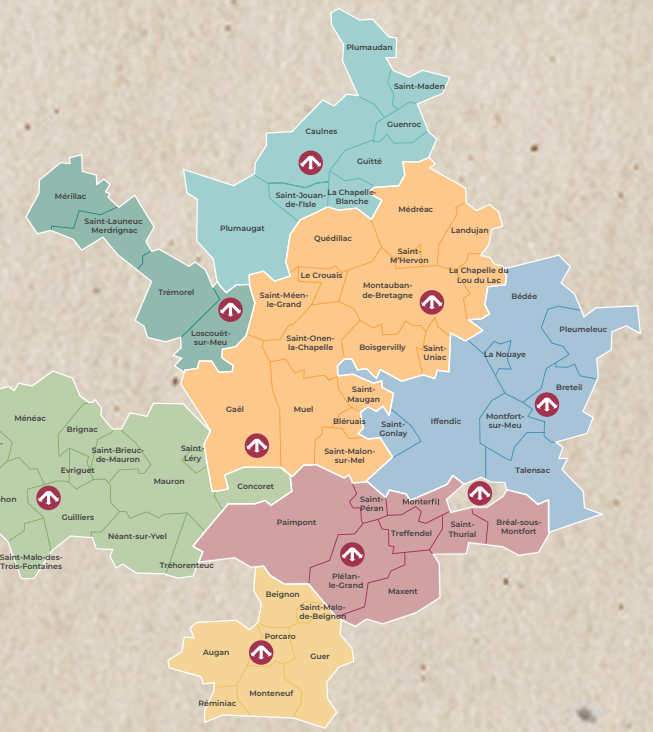 Plumaudan
Saint-Maden
Caulnes
Guenroc
Guitté
Saint-Jouan-
de-l'Isle
La Chapelle-
Blanche
Plumaugat
Mérillac
Saint-Launeuc
Merdrignac
Trémorel
Loscouët-
sur-Meu
Médréac
Landujan
Quédillac
Saint-
M'Hervon
Le Crouais
La Chapelle du
Lou du Lac
Saint-Méen-
le-Grand
Montauban-
de-Bretagne
Saint-Onen-
la-Chapelle
Boisgervilly
Saint-
Uniac
Gaël
Muel
Saint-
Maugan
Bléruais
Saint-Malon-
sur-Mel
Bédée
Pleumeleuc
La Nouaye
Breteil
Iffendic
Montfort-
sur-Meu
Saint-
Gonlay
Talensac
Ménéac
Brignac
Saint-Brieuc-
de-Mauron
Saint-
Léry
Evriguet
Mauron
Concoret
phon
Guilliers
Néant-sur-Yvel
Saint-Malo-des-
Trois-Fontaines
Tréhorenteuc
Paimpont
Saint-
Péran
Monterfil
Treffendel
Saint-
Thurial
Bréal-sous-
Montfort
Plélan-
le-Grand
Maxent
Beignon
Saint-Malo-
de-Beignon
Porcaro
Augan
Guer
Monteneuf
Réminiac